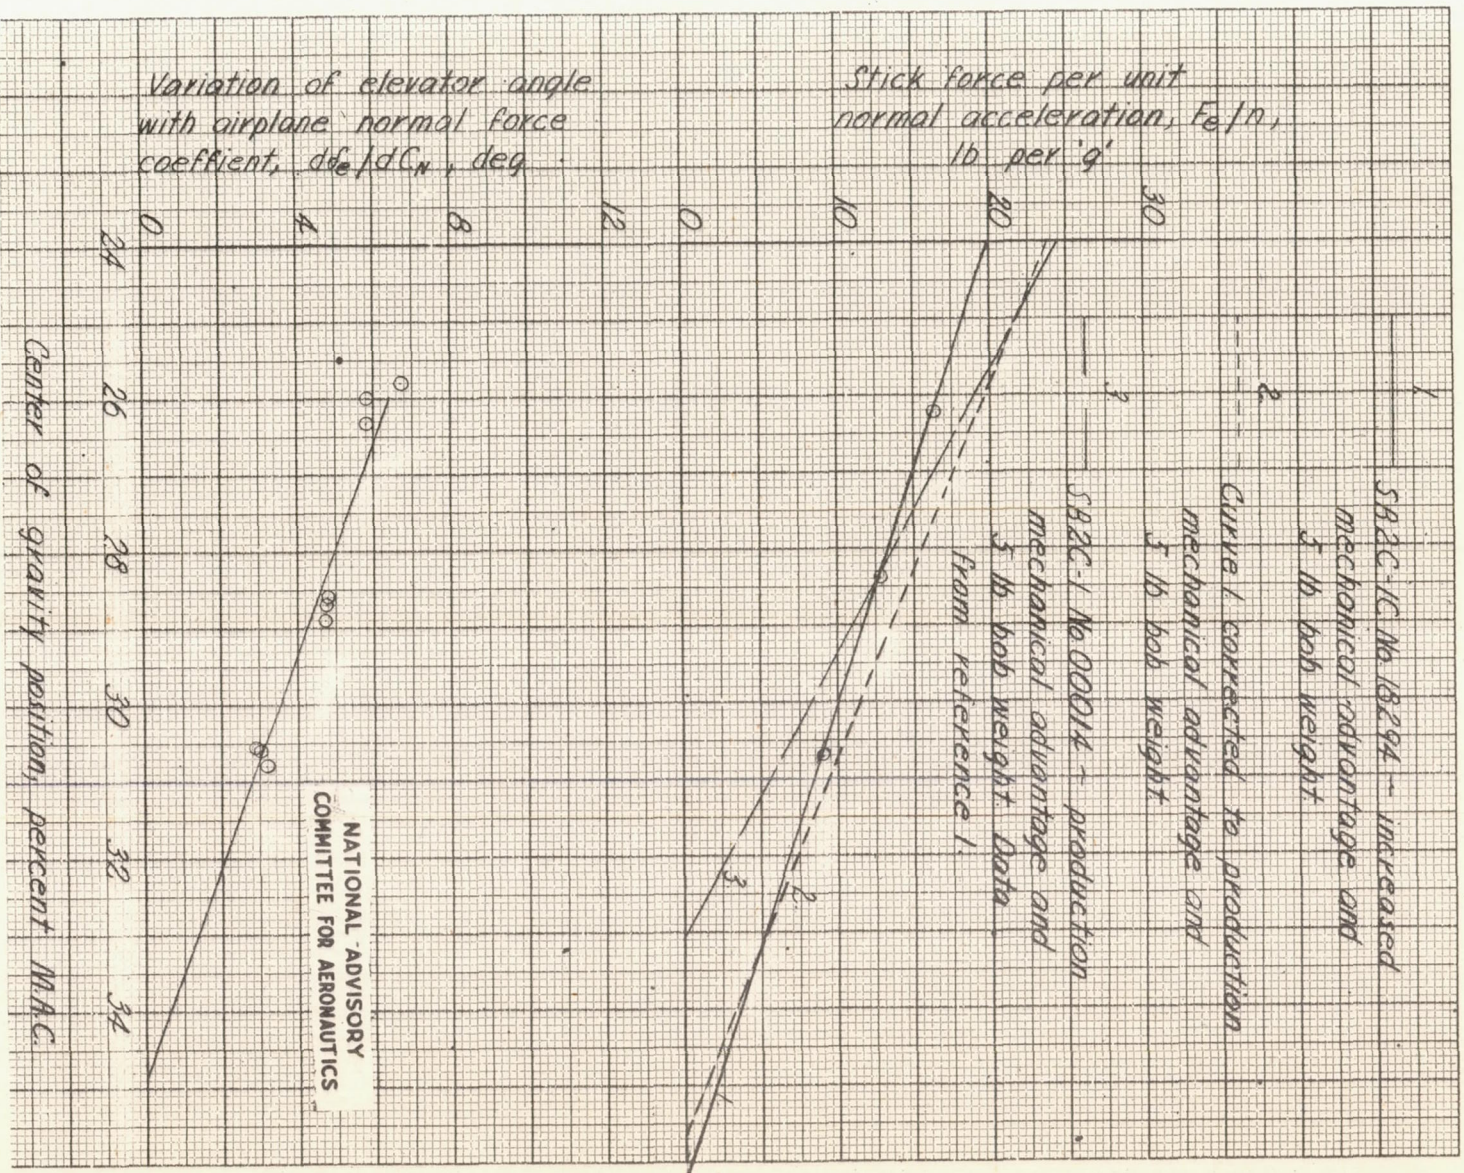 Variation of elevator angle
with airplane normal force
coeffient, dδe/dCN, deg
Stick force per unit
normal acceleration, Fe/n,
lb per 'g'
0
4
8
12
0
10
20
30
24
26
28
30
32
34
Center of gravity position, percent M.A.C.
1
SB2C-1C No. 18294 - increased
mechanical advantage and
5 lb bob weight.
2
Curve 1 corrected to production
mechanical advantage and
5 lb bob weight
3
SB2C-1 No. 00014 - production
mechanical advantage and
5 lb bob weight. Data
from reference 1.
3
2
1
NATIONAL ADVISORY
COMMITTEE FOR AERONAUTICS